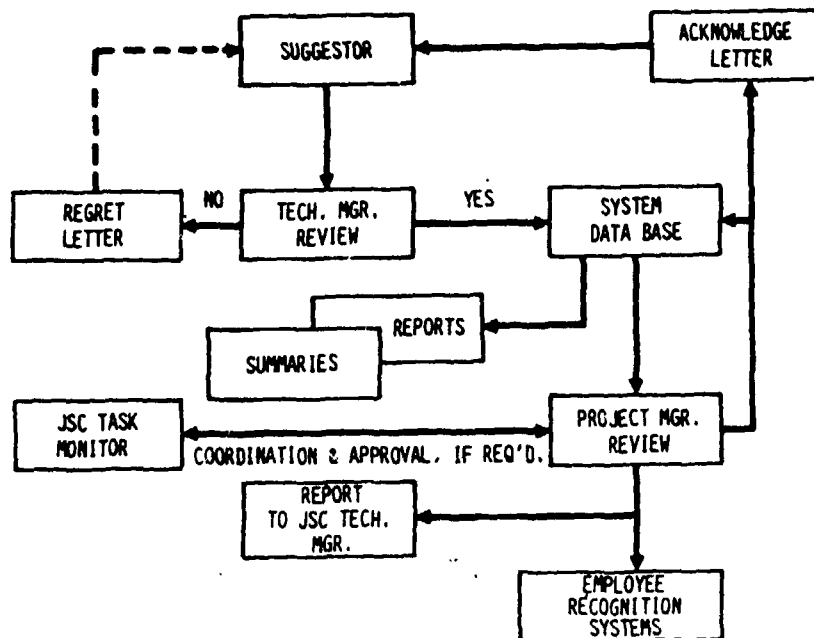 SUGGESTOR
ACKNOWLEDGE
LETTER
REGRET
LETTER
NO
TECH. MGR.
REVIEW
YES
SYSTEM
DATA BASE
REPORTS
SUMMARIES
JSC TASK
MONITOR
COORDINATION & APPROVAL, IF REQ'D.
PROJECT MGR.
REVIEW
REPORT
TO JSC TECH.
MGR.
EMPLOYEE
RECOGNITION
SYSTEMS